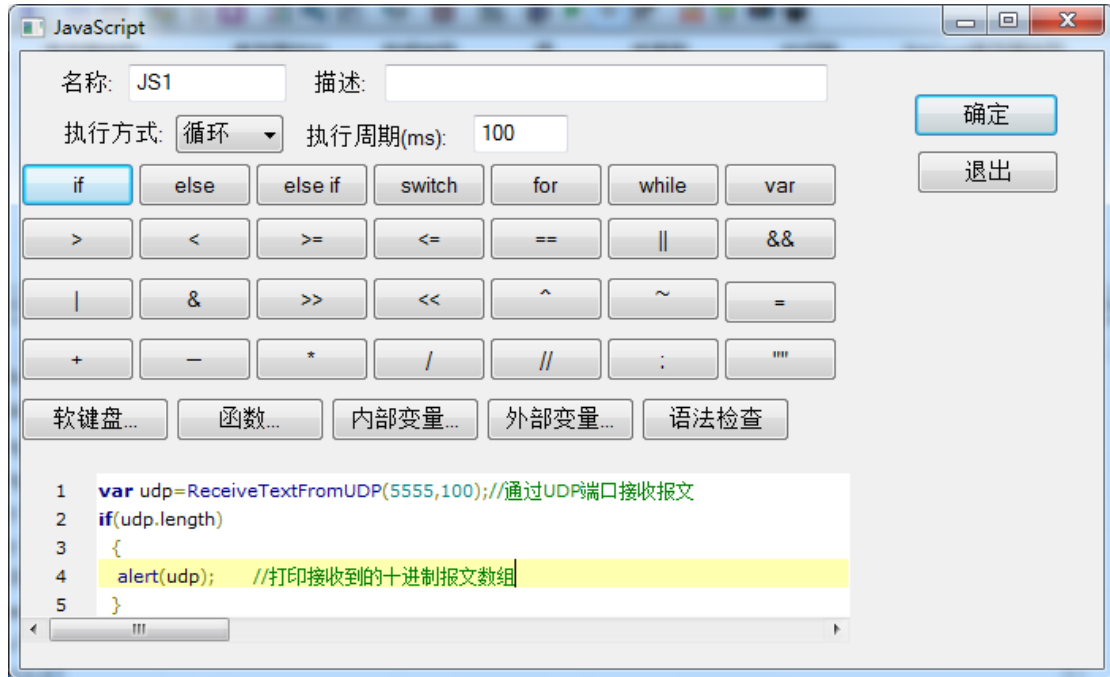 JavaScript
名称: JS1 描述:
确定
执行方式: 循环 执行周期(ms): 100
退出
if else else if switch for while var
> < >= <= == || &&
| & >> << ^ ~ =
+ — * / // ; ""
软键盘... 函数... 内部变量... 外部变量... 语法检查
1 var udp=ReceiveTextFromUDP(5555,100);//通过UDP端口接收报文
2 if(udp.length)
3 {
4 alert(udp); //打印接收到的十进制报文数组
5 }